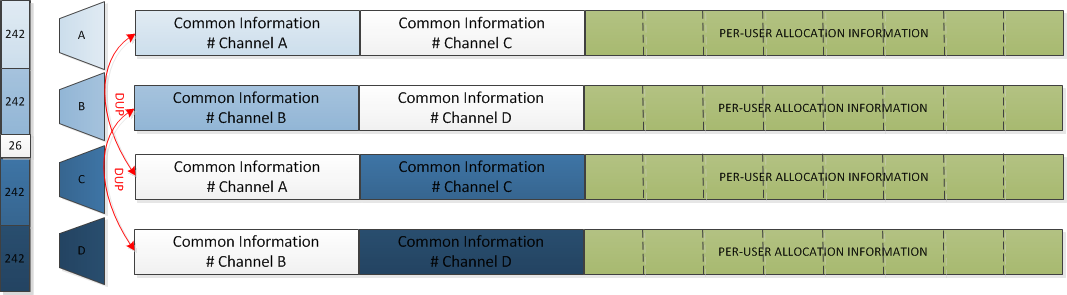 242
A
Common Information
# Channel A
Common Information
# Channel C
PER-USER ALLOCATION INFORMATION
242
B
DUP
Common Information
# Channel B
Common Information
# Channel D
PER-USER ALLOCATION INFORMATION
26
242
C
DUP
Common Information
# Channel A
Common Information
# Channel C
PER-USER ALLOCATION INFORMATION
242
D
Common Information
# Channel B
Common Information
# Channel D
PER-USER ALLOCATION INFORMATION